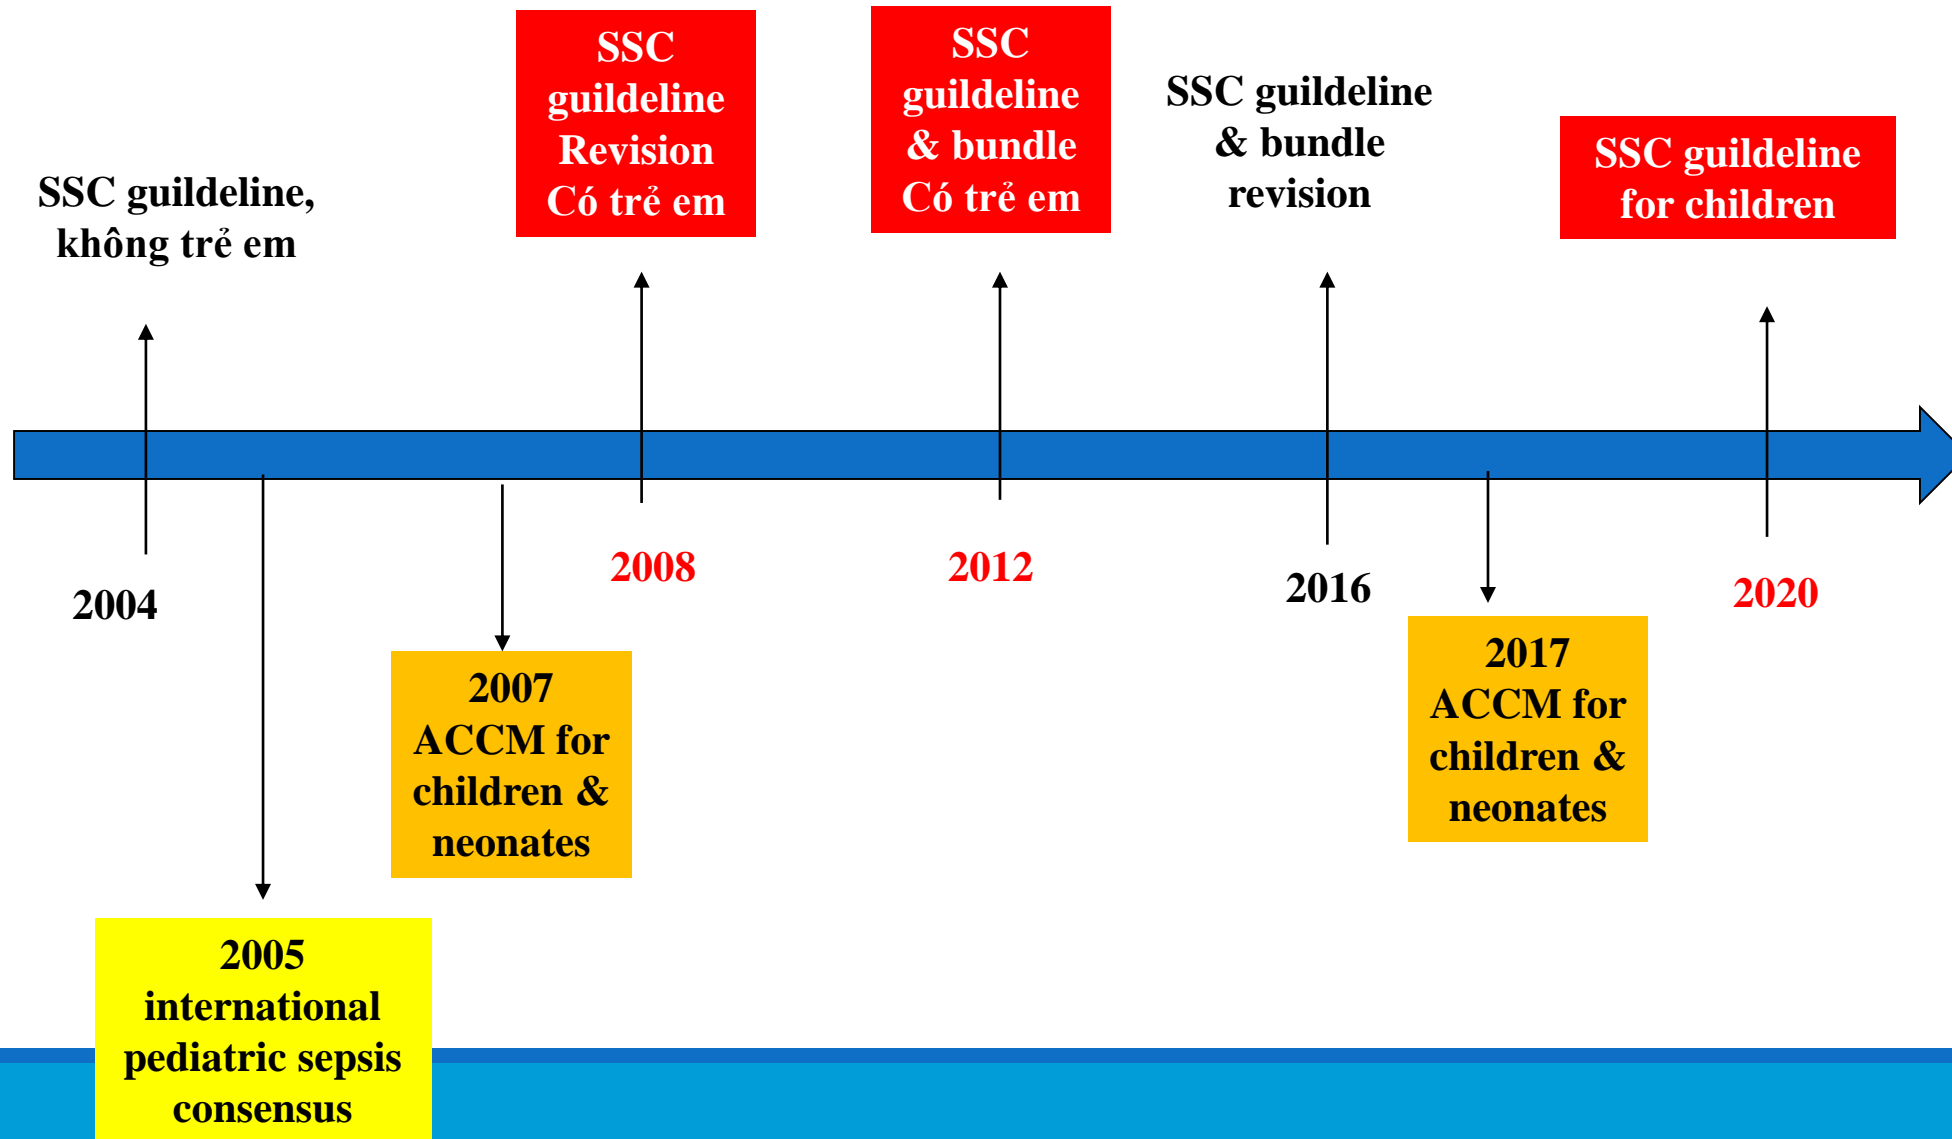 SSC guildeline,
không trẻ em
SSC
guildeline
Revision
Có trẻ em
SSC
guildeline
& bundle
Có trẻ em
SSC guildeline
& bundle
revision
SSC guildeline
for children
2004
2008
2012
2016
2020
2005
international
pediatric sepsis
consensus
2007
ACCM for
children &
neonates
2017
ACCM for
children &
neonates